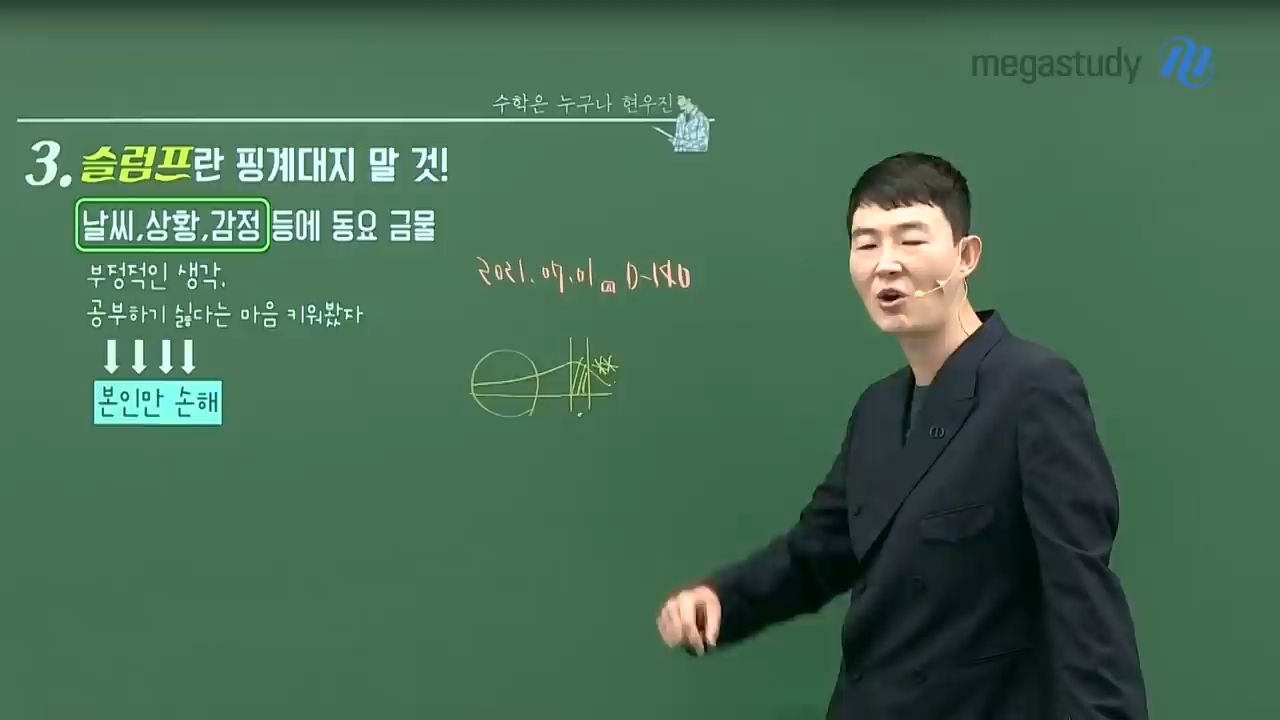 megastudy
수학은 누구나 현우진
3. 슬럼프란 핑계대지 말 것!
날씨,상황,감정 등에 동요 금물
부정적인 생각,
공부하기 싫다는 마음 키워봤자
본인만 손해
2021.07.01. D-140